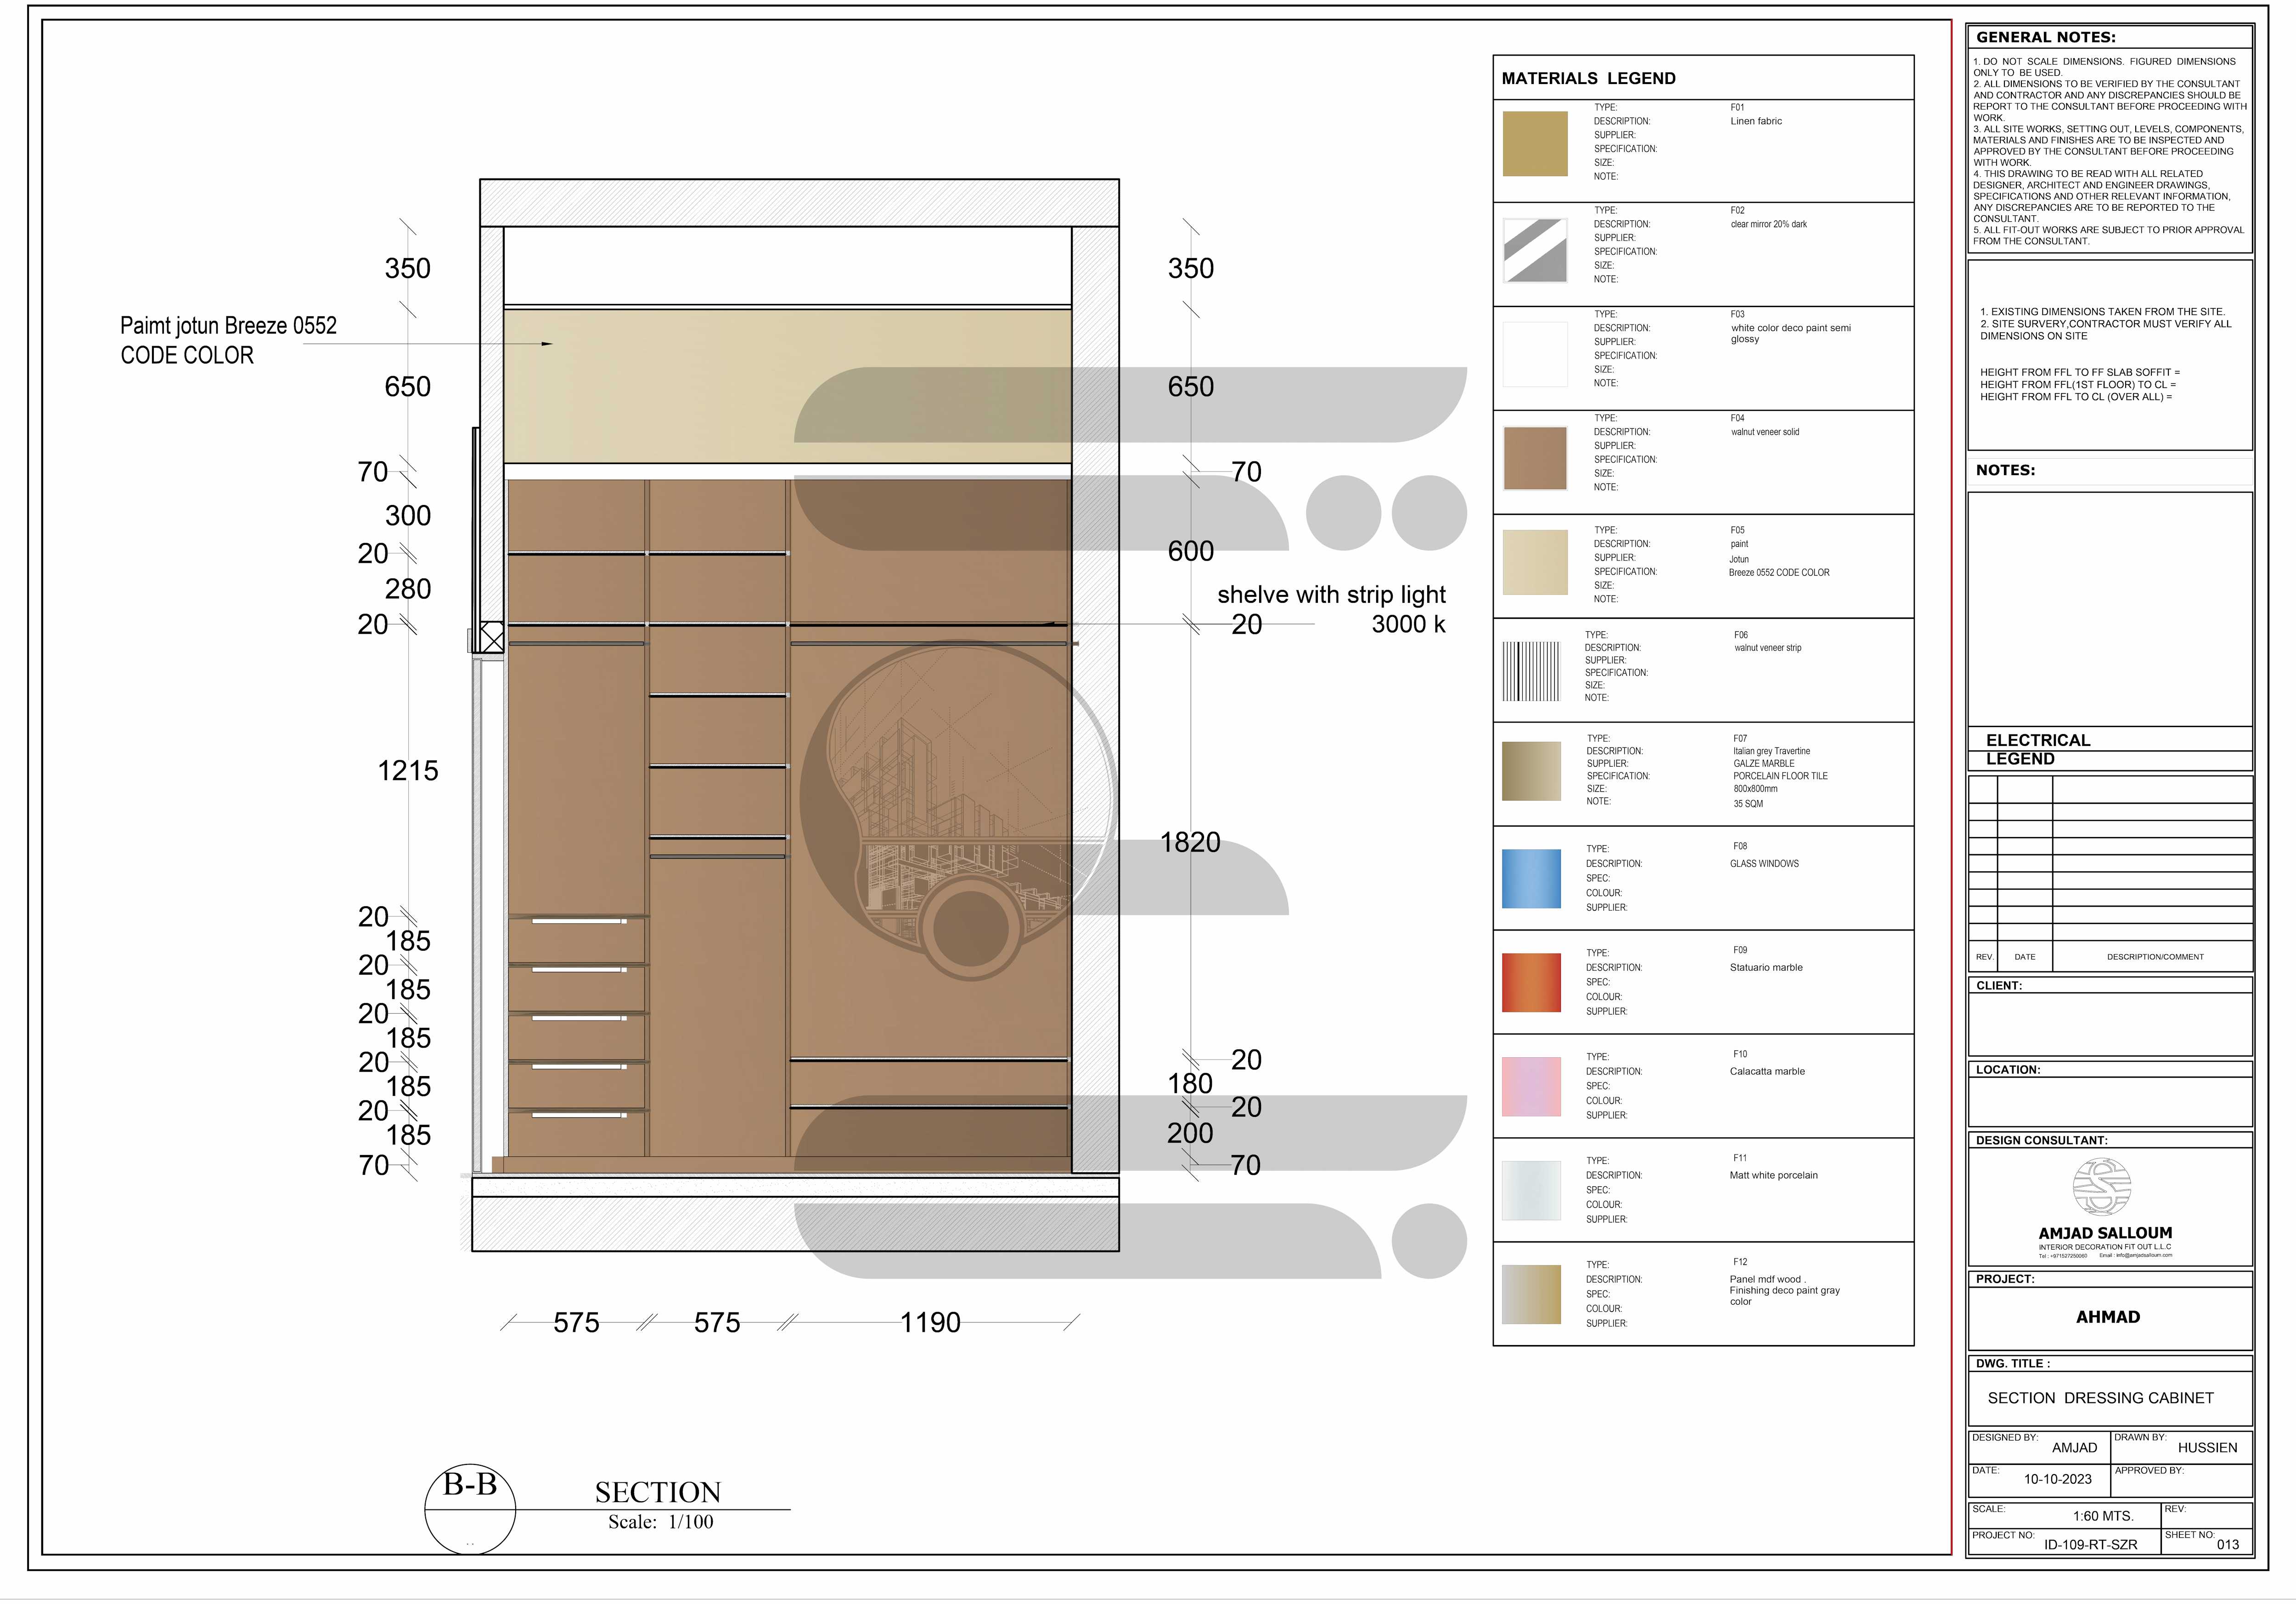 350
350
Paimt jotun Breeze 0552
CODE COLOR
650
650
70
70
300
20
600
280
shelve with strip light
3000 k
20
20
1215
1820
20
185
20
185
20
185
20
185
20
185
70
20
180
20
200
70
575
575
1190
B-B
SECTION
Scale: 1/100
MATERIALS LEGEND
TYPE: F01
DESCRIPTION: Linen fabric
SUPPLIER:
SPECIFICATION:
SIZE:
NOTE:
TYPE: F02
DESCRIPTION: clear mirror 20% dark
SUPPLIER:
SPECIFICATION:
SIZE:
NOTE:
TYPE: F03
DESCRIPTION: white color deco paint semi
glossy
SUPPLIER:
SPECIFICATION:
SIZE:
NOTE:
TYPE: F04
DESCRIPTION: walnut veneer solid
SUPPLIER:
SPECIFICATION:
SIZE:
NOTE:
TYPE: F05
DESCRIPTION: paint
SUPPLIER: Jotun
SPECIFICATION: Breeze 0552 CODE COLOR
SIZE:
NOTE:
TYPE: F06
DESCRIPTION: walnut veneer strip
SUPPLIER:
SPECIFICATION:
SIZE:
NOTE:
TYPE: F07
DESCRIPTION: Italian grey Travertine
SUPPLIER: GALZE MARBLE
SPECIFICATION: PORCELAIN FLOOR TILE
SIZE: 800x800mm
NOTE: 35 SQM
TYPE: F08
DESCRIPTION: GLASS WINDOWS
SPEC:
COLOUR:
SUPPLIER:
TYPE: F09
DESCRIPTION: Statuario marble
SPEC:
COLOUR:
SUPPLIER:
TYPE: F10
DESCRIPTION: Calacatta marble
SPEC:
COLOUR:
SUPPLIER:
TYPE: F11
DESCRIPTION: Matt white porcelain
SPEC:
COLOUR:
SUPPLIER:
TYPE: F12
DESCRIPTION: Panel mdf wood .
Finishing deco paint gray
color
SPEC:
COLOUR:
SUPPLIER:
GENERAL NOTES:
1. DO NOT SCALE DIMENSIONS. FIGURED DIMENSIONS
ONLY TO BE USED.
2. ALL DIMENSIONS TO BE VERIFIED BY THE CONSULTANT
AND CONTRACTOR AND ANY DISCREPANCIES SHOULD BE
REPORT TO THE CONSULTANT BEFORE PROCEEDING WITH
WORK.
3. ALL SITE WORKS, SETTING OUT, LEVELS, COMPONENTS,
MATERIALS AND FINISHES ARE TO BE INSPECTED AND
APPROVED BY THE CONSULTANT BEFORE PROCEEDING
WITH WORK.
4. THIS DRAWING TO BE READ WITH ALL RELATED
DESIGNER, ARCHITECT AND ENGINEER DRAWINGS,
SPECIFICATIONS AND OTHER RELEVANT INFORMATION,
ANY DISCREPANCIES ARE TO BE REPORTED TO THE
CONSULTANT.
5. ALL FIT-OUT WORKS ARE SUBJECT TO PRIOR APPROVAL
FROM THE CONSULTANT.
1. EXISTING DIMENSIONS TAKEN FROM THE SITE.
2. SITE SURVERY,CONTRACTOR MUST VERIFY ALL
DIMENSIONS ON SITE
HEIGHT FROM FFL TO FF SLAB SOFFIT =
HEIGHT FROM FFL(1ST FLOOR) TO CL =
HEIGHT FROM FFL TO CL (OVER ALL) =
NOTES:
ELECTRICAL
LEGEND
REV. DATE DESCRIPTION/COMMENT
CLIENT:
LOCATION:
DESIGN CONSULTANT:
AMJAD SALLOUM
INTERIOR DECORATION FIT OUT L.L.C
Tel : +971527250060 Email : info@amjadsalloum.com
PROJECT:
AHMAD
DWG. TITLE :
SECTION DRESSING CABINET
DESIGNED BY: AMJAD
DRAWN BY: HUSSIEN
DATE: 10-10-2023
APPROVED BY:
SCALE: 1:60 MTS.
REV:
PROJECT NO: ID-109-RT-SZR
SHEET NO: 013